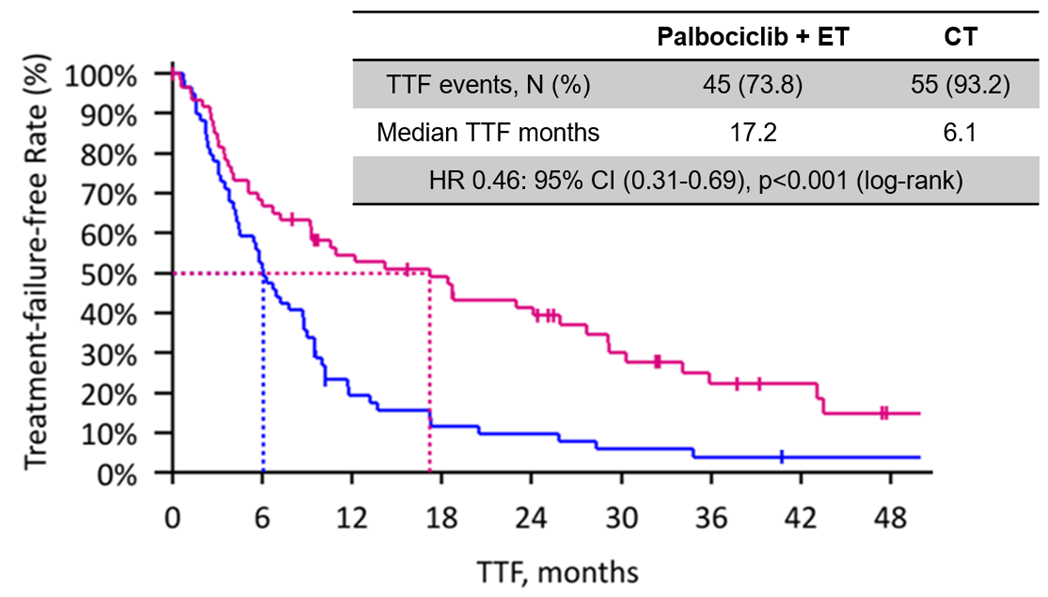 Palbociclib + ET CT
TTF events, N (%) 45 (73.8) 55 (93.2)
Median TTF months 17.2 6.1
HR 0.46: 95% CI (0.31-0.69), p<0.001 (log-rank)
Treatment-failure-free Rate (%)
100%
90%
80%
70%
60%
50%
40%
30%
20%
10%
0%
0 6 12 18 24 30 36 42 48
TTF, months